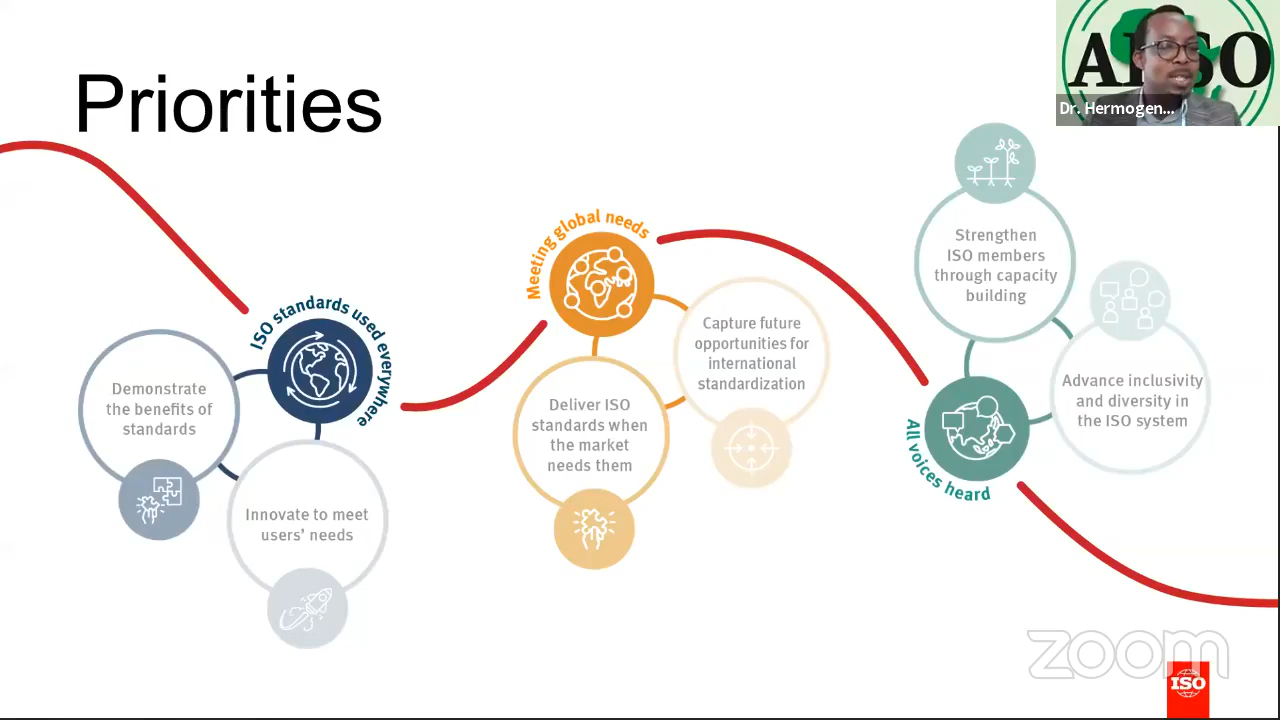 Priorities
Dr. Hermogen...
ISO standards used everywhere
Demonstrate
the benefits of
standards
Innovate to meet
users’ needs
Meeting global needs
Deliver ISO
standards when
the market
needs them
Capture future
opportunities for
international
standardization
Strengthen
ISO members
through capacity
building
Advance inclusivity
and diversity in
the ISO system
All voices heard
zoom
ISO